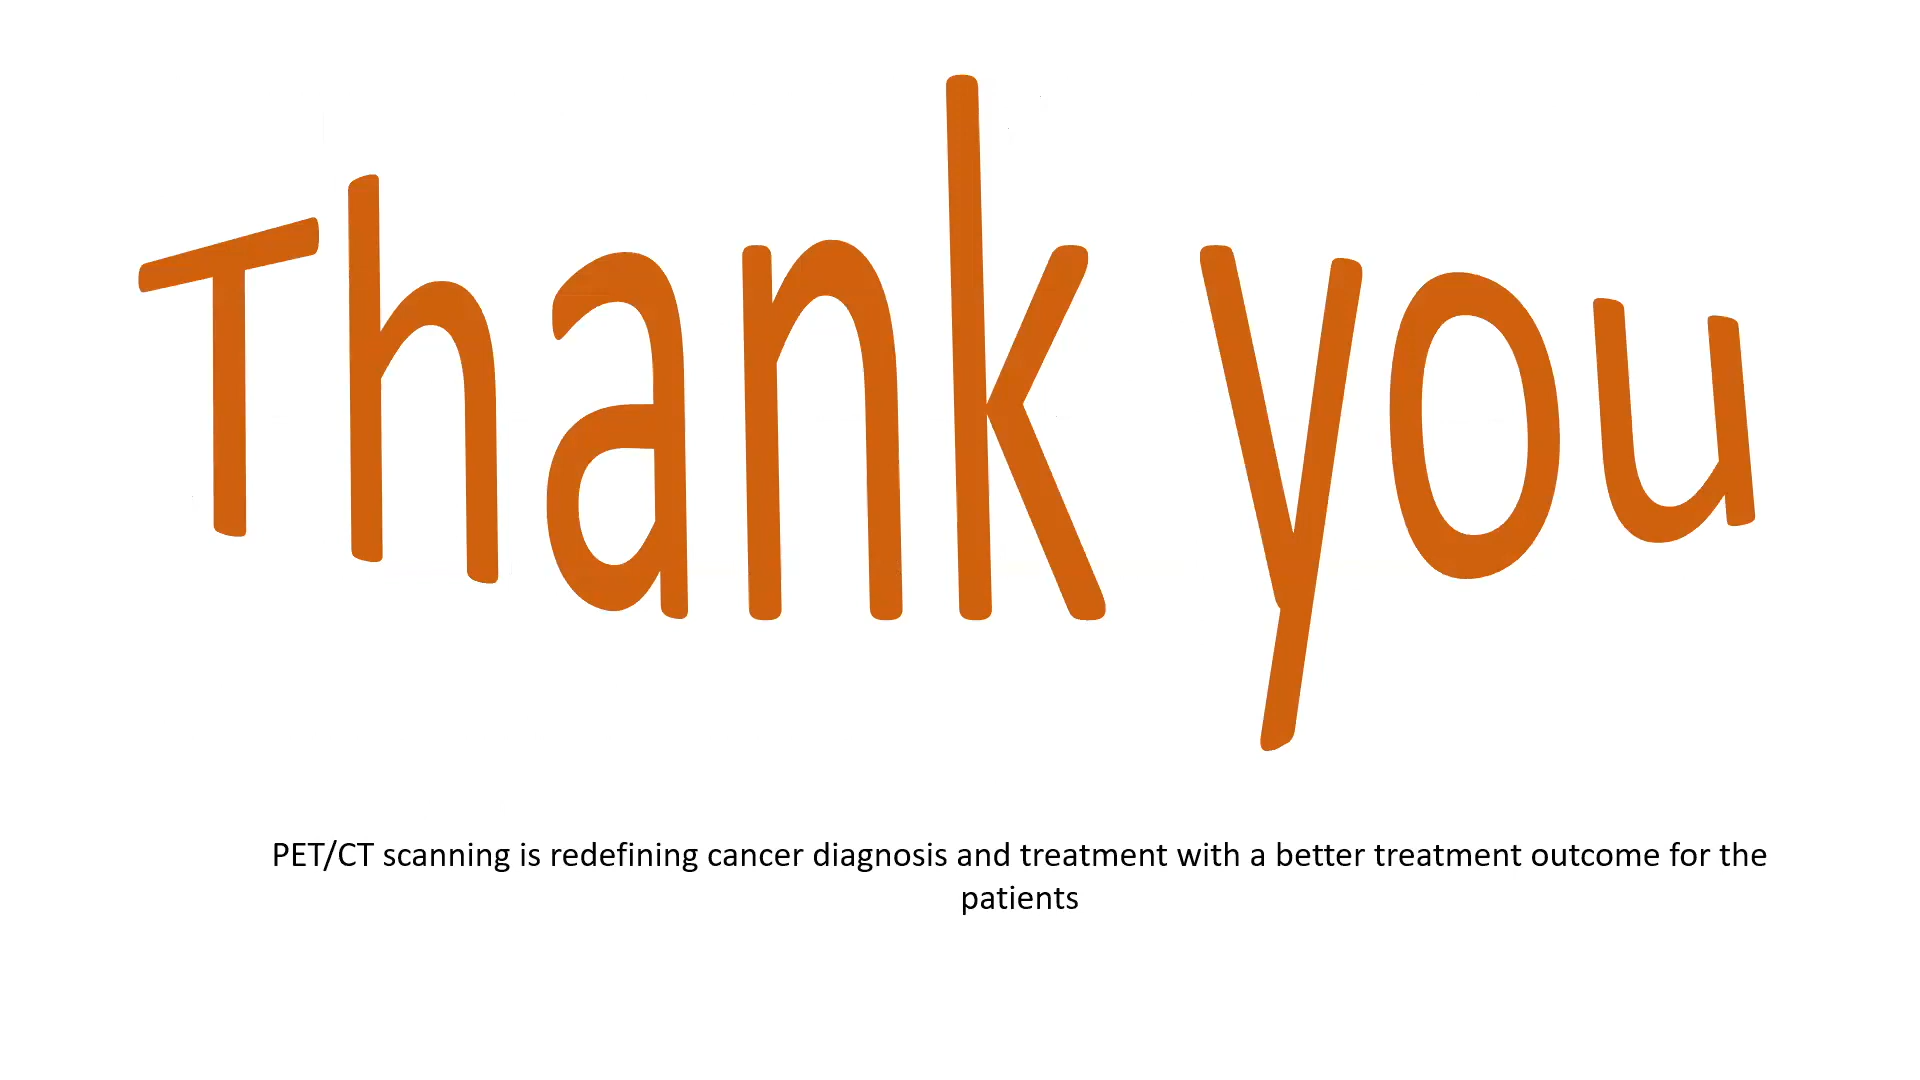 Thank you
PET/CT scanning is redefining cancer diagnosis and treatment with a better treatment outcome for the
patients